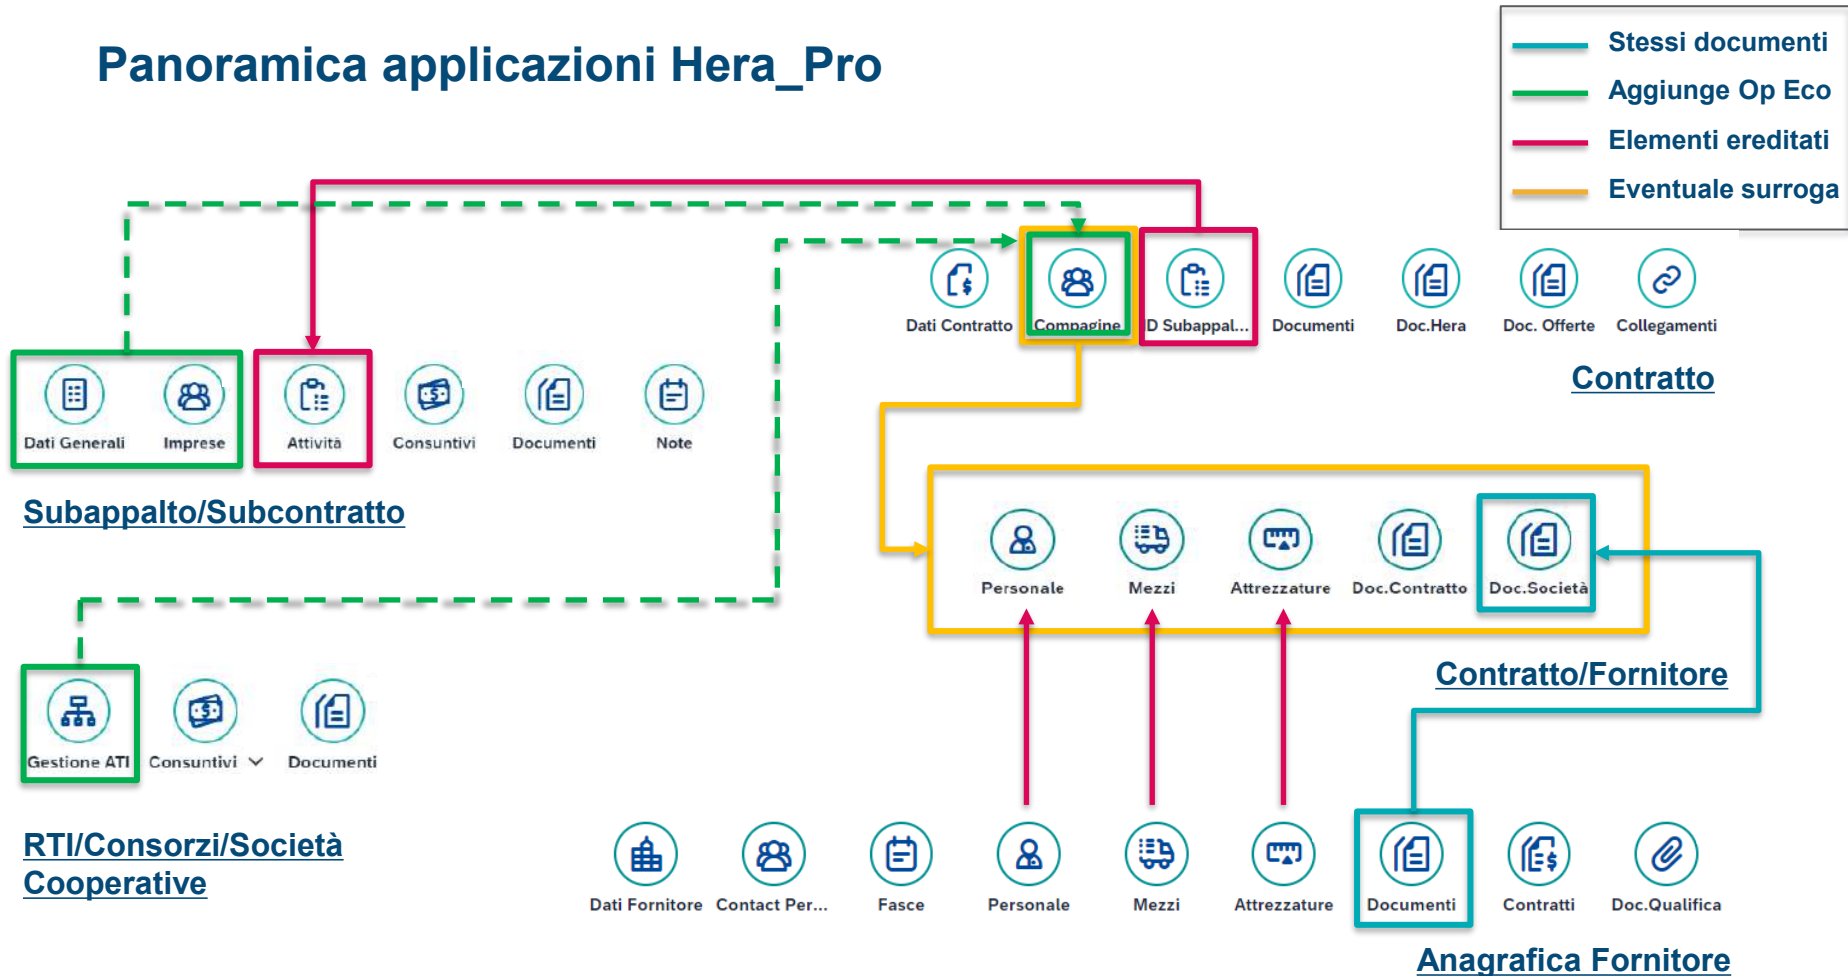 Panoramica applicazioni Hera_Pro
Stessi documenti
Aggiunge Op Eco
Elementi ereditati
Eventuale surroga
Dati Contratto
Compagine
ID Subappal...
Documenti
Doc.Hera
Doc. Offerte
Collegamenti
Contratto
Dati Generali
Imprese
Attività
Consuntivi
Documenti
Note
Subappalto/Subcontratto
Personale
Mezzi
Attrezzature
Doc.Contratto
Doc.Società
Contratto/Fornitore
Gestione ATI
Consuntivi
Documenti
RTI/Consorzi/Società
Cooperative
Dati Fornitore
Contact Per...
Fasce
Personale
Mezzi
Attrezzature
Documenti
Contratti
Doc.Qualifica
Anagrafica Fornitore